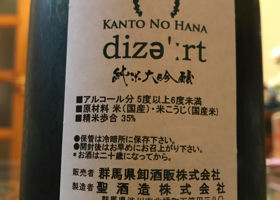 KANTO NO HANA
dizəˈːrt
純米大吟醸
■アルコール分 5度以上6度未満
■原材料 米(国産)・米こうじ(国産米)
■精米歩合 35%
●保管は冷暗所に保存下さい。
●開封後はお早めにお召し上がり下さい。
*お酒は二十歳になってから。
販売者 群馬県卸酒販株式会社
製造者 聖酒造株式会社